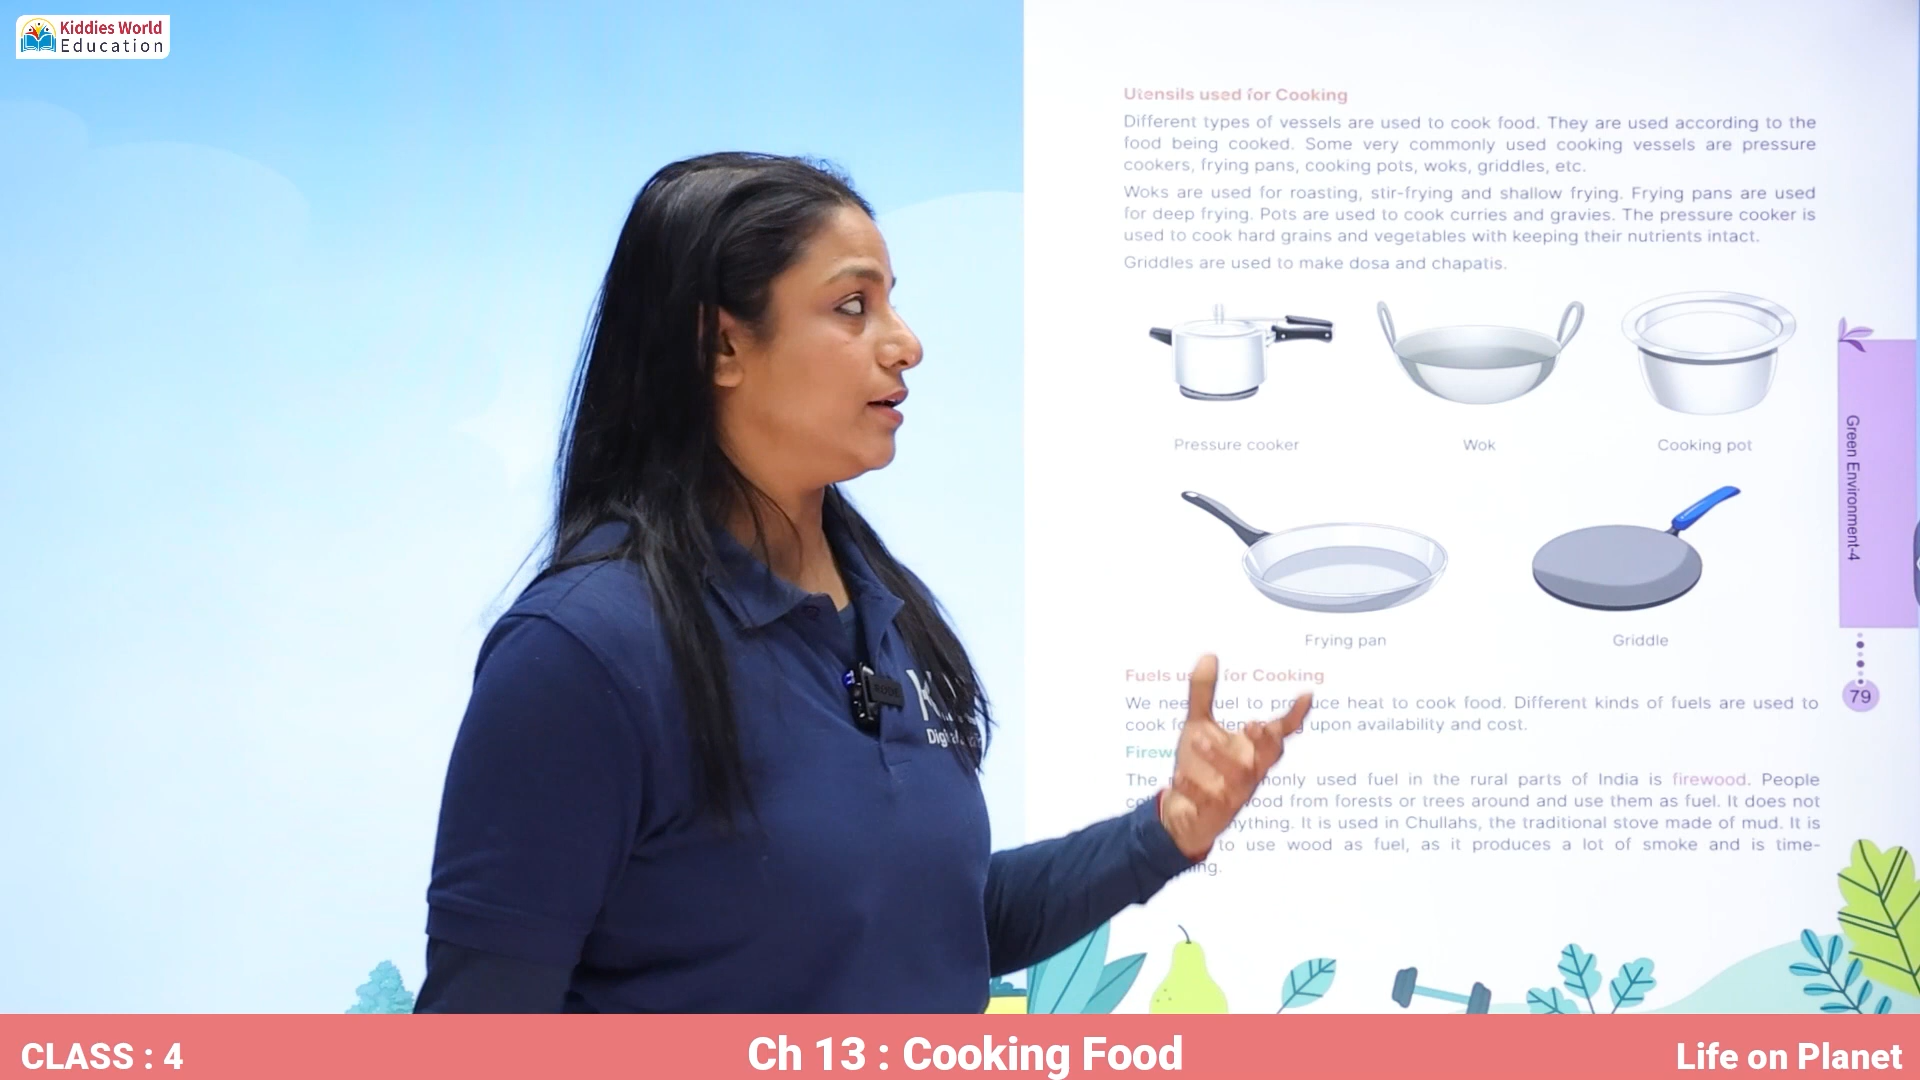 Kiddies World
Education
Utensils used for Cooking
Different types of vessels are used to cook food. They are used according to the
food being cooked. Some very commonly used cooking vessels are pressure
cookers, frying pans, cooking pots, woks, griddles, etc.
Woks are used for roasting, stir-frying and shallow frying. Frying pans are used
for deep frying. Pots are used to cook curries and gravies. The pressure cooker is
used to cook hard grains and vegetables with keeping their nutrients intact.
Griddles are used to make dosa and chapatis.
Pressure cooker
Wok
Cooking pot
Frying pan
Griddle
Green Environment-4
79
Fuels for Cooking
We fuel to heat to cook food. Different kinds of fuels are used to
cook upon availability and cost.
The used fuel in the rural parts of India is firewood. People
from forests or trees around and use them as fuel. It does not
It is used in Chullahs, the traditional stove made of mud. It is
to use wood as fuel, as it produces a lot of smoke and is time-
RODE
CLASS : 4
Ch 13 : Cooking Food
Life on Planet